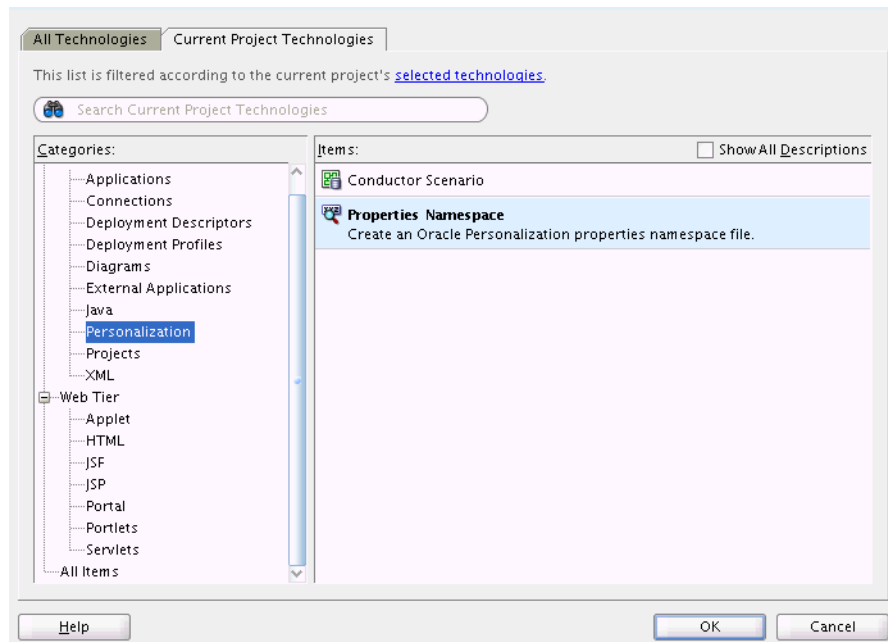 All Technologies
Current Project Technologies
This list is filtered according to the current project's selected technologies.
Search Current Project Technologies
Categories:
Applications
Connections
Deployment Descriptors
Deployment Profiles
Diagrams
External Applications
Java
Personalization
Projects
XML
Web Tier
Applet
HTML
JSF
JSP
Portal
Portlets
Servlets
All Items
Items:
Show All Descriptions
Conductor Scenario
Properties Namespace
Create an Oracle Personalization properties namespace file.
Help
OK
Cancel